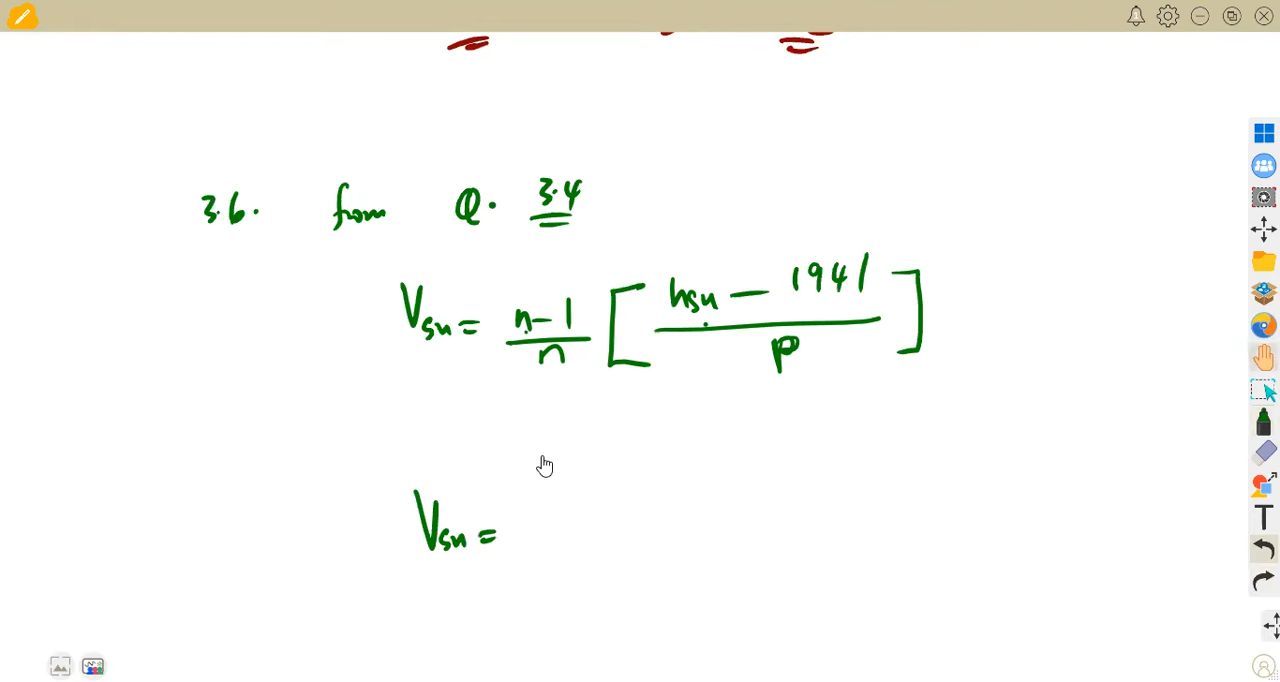 3.6. from Q. 3.4
Vsu = n-1/n [ hsu - 1941 / P ]
Vsu =
T